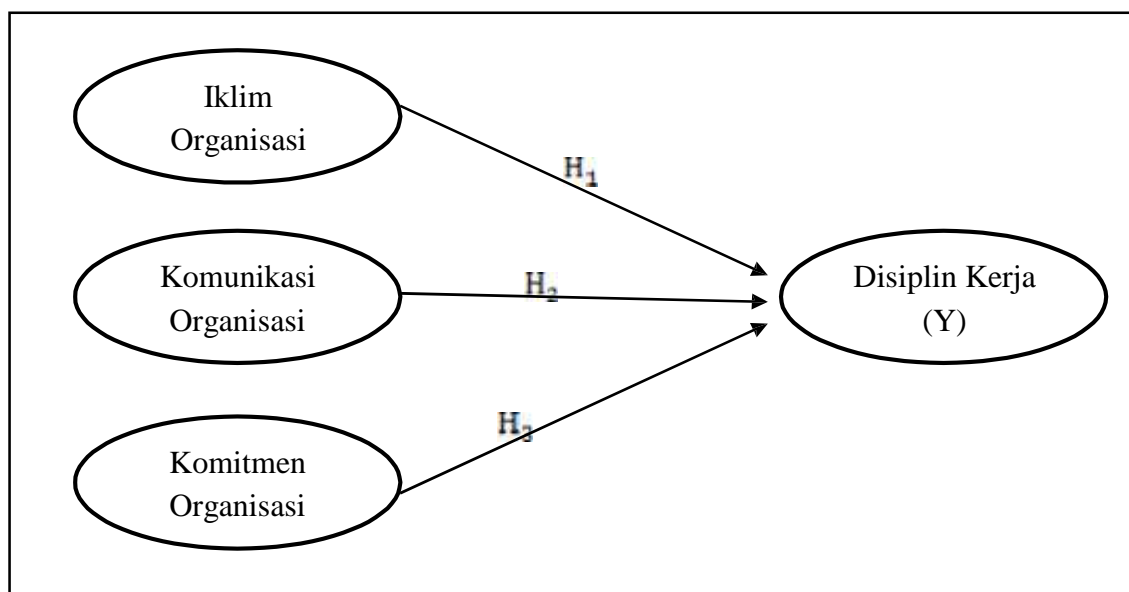 Iklim
Organisasi
H₁
Komunikasi
Organisasi
H₂
Disiplin Kerja
(Y)
H₃
Komitmen
Organisasi